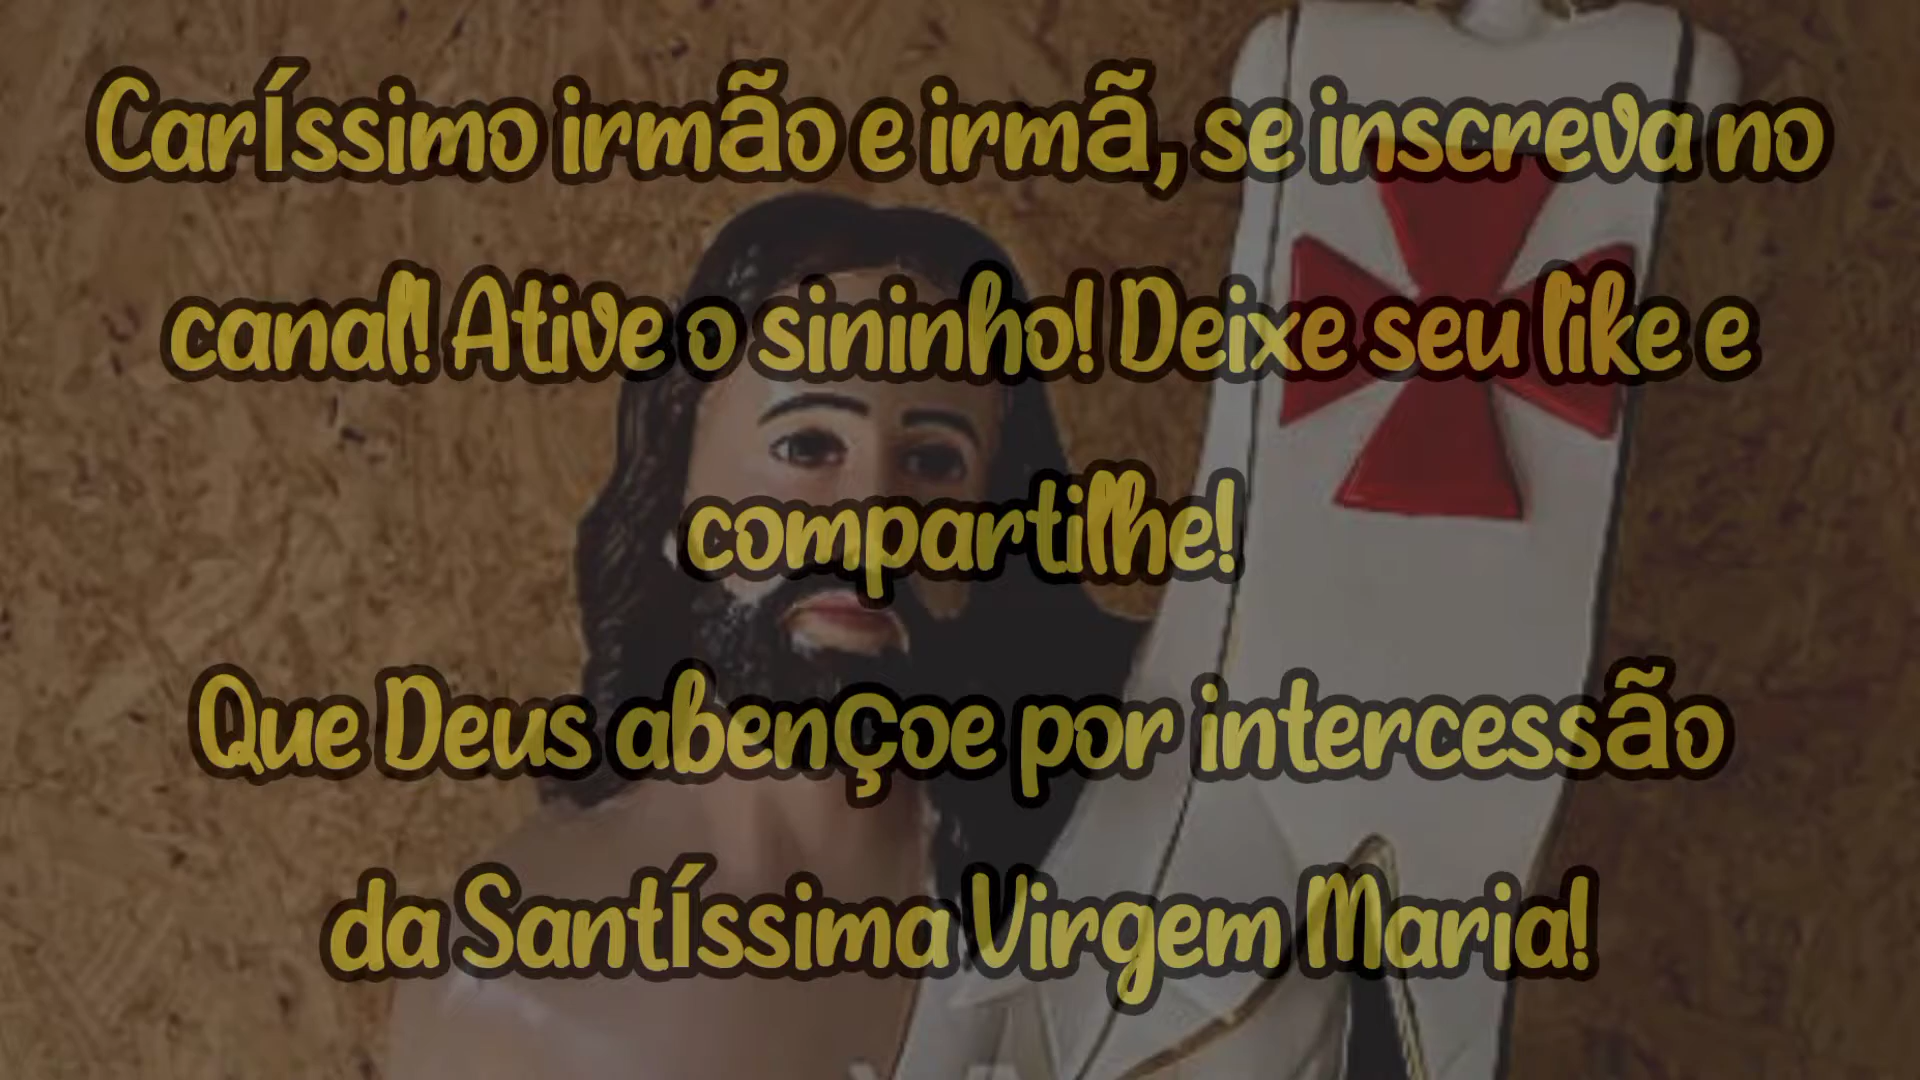 Caríssimo irmão e irmã, se inscreva no
canal! Ative o sininho! Deixe seu like e
compartilhe!
Que Deus abençoe por intercessão
da Santíssima Virgem Maria!